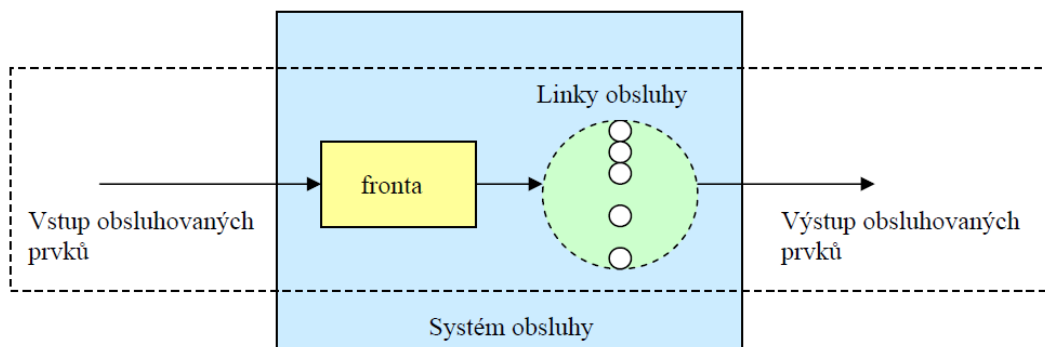 Linky obsluhy
fronta
Vstup obsluhovaných
prvků
Výstup obsluhovaných
prvků
Systém obsluhy